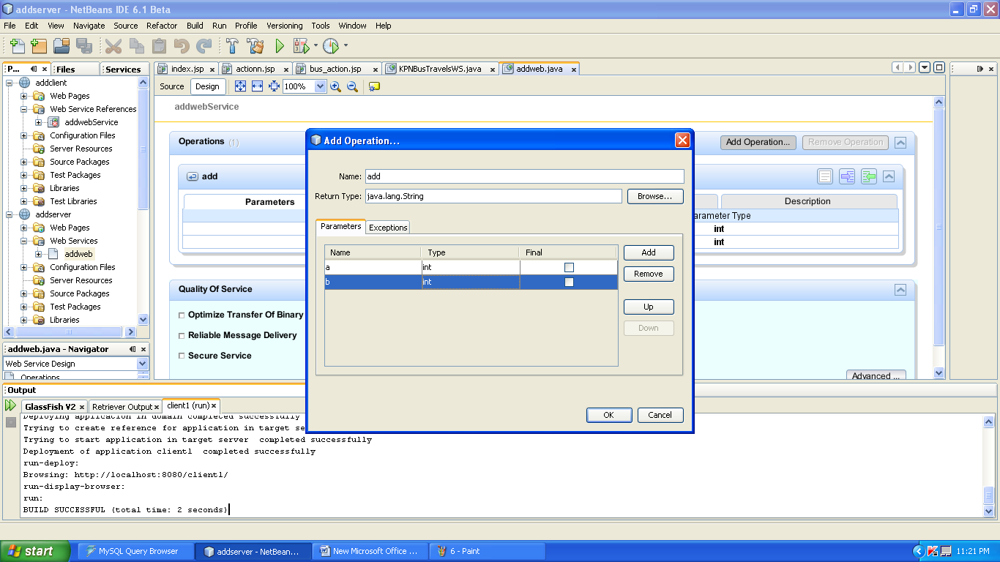 addserver - NetBeans IDE 6.1 Beta
File Edit View Navigate Source Refactor Build Run Profile Versioning Tools Window Help
P... Files Services
index.jsp actionn.jsp bus_action.jsp KPNBusTravelsWS.java addweb.java
Source Design 100%
addclient
Web Pages
Web Service References
addwebService
Configuration Files
Server Resources
Source Packages
Test Packages
Libraries
Test Libraries
addserver
Web Pages
Web Services
addweb
Configuration Files
Server Resources
Source Packages
Test Packages
Libraries
addweb.java - Navigator
Web Service Design
Operations
addwebService
Operations (1)
Add Operation... Remove Operation
add
Parameters Description
arameter Type
int
int
Quality Of Service
Optimize Transfer Of Binary
Reliable Message Delivery
Secure Service
Advanced ...
Add Operation...
Name: add
Return Type: java.lang.String Browse...
Parameters Exceptions
Name Type Final
a int
b int
Add
Remove
Up
Down
OK Cancel
Output
GlassFish V2 Retriever Output client1 (run)
Deploying application in domain completed successfully
Trying to create reference for application in target se
Trying to start application in target server completed successfully
Deployment of application client1 completed successfully
run-deploy:
Browsing: http://localhost:8080/client1/
run-display-browser:
run:
BUILD SUCCESSFUL (total time: 2 seconds)
start MySQL Query Browser addserver - NetBean... New Microsoft Office ... 6 - Paint 11:21 PM